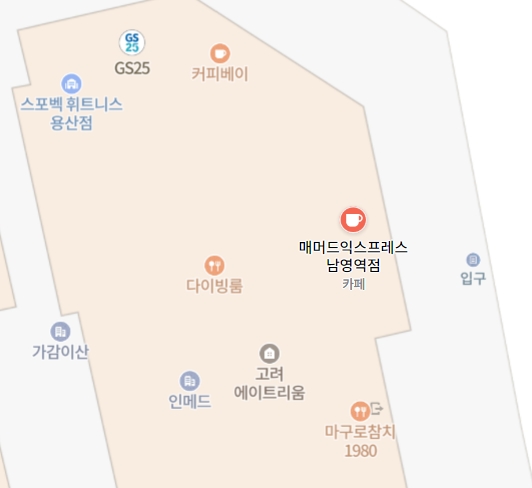 GS
25
GS25
커피베이
스포벡 휘트니스
용산점
매머드익스프레스
남영역점
카페
다이빙룸
입구
가감이산
고려
에이트리움
인메드
마구로참치
1980